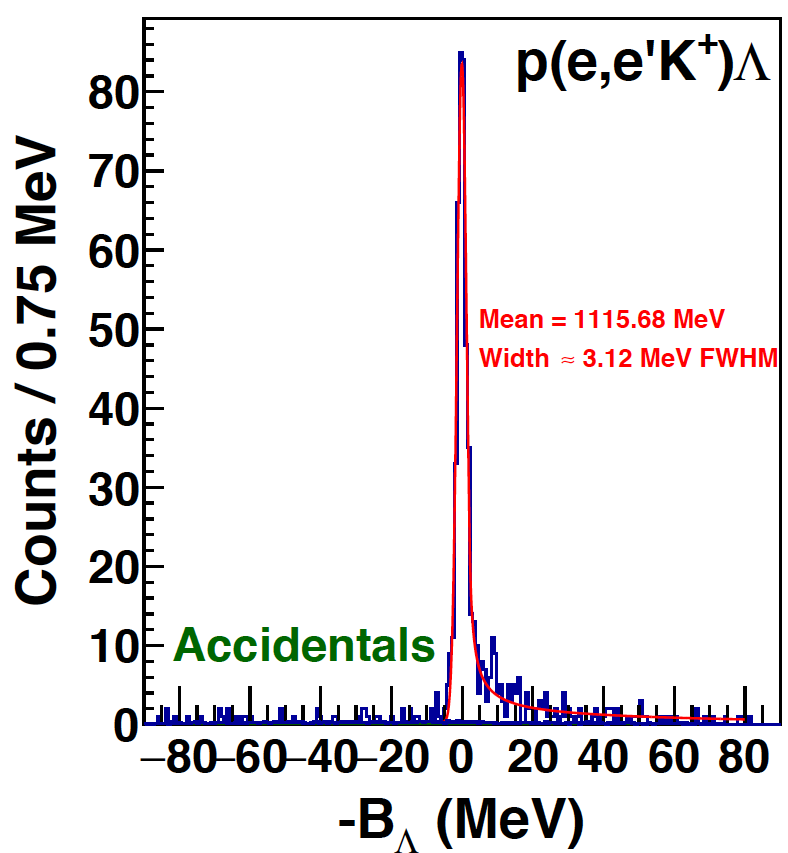 p(e,e'K⁺)Λ
Counts / 0.75 MeV
80
70
60
50
40
30
20
10
0
Mean = 1115.68 MeV
Width ≈ 3.12 MeV FWHM
Accidentals
−80 −60 −40 −20 0 20 40 60 80
-B_Λ (MeV)